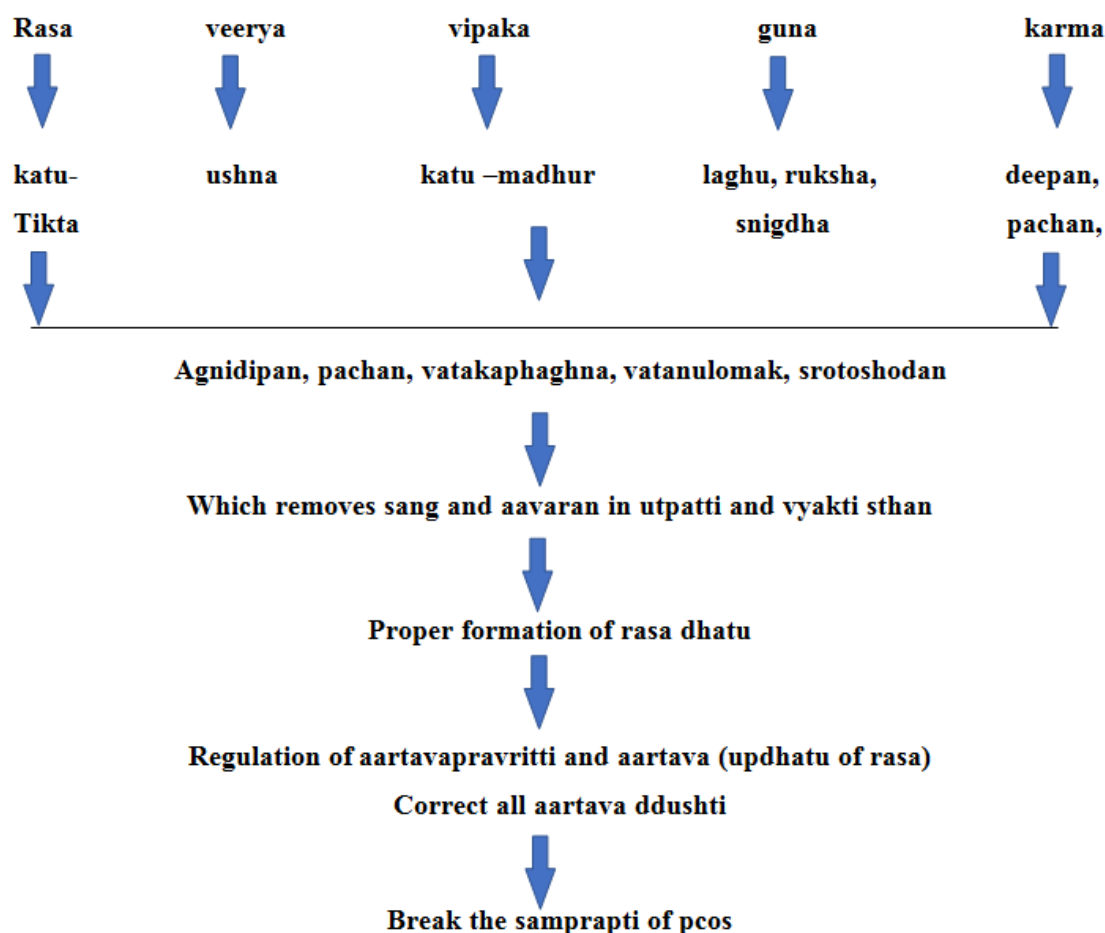 Rasa veerya vipaka guna karma
katu- ushna katu –madhur laghu, ruksha, deepan,
Tikta snigdha pachan,
Agnidipan, pachan, vatakaphaghna, vatanulomak, srotoshodan
Which removes sang and aavaran in utpatti and vyakti sthan
Proper formation of rasa dhatu
Regulation of aartavapravritti and aartava (updhatu of rasa)
Correct all aartava ddushti
Break the samprapti of pcos